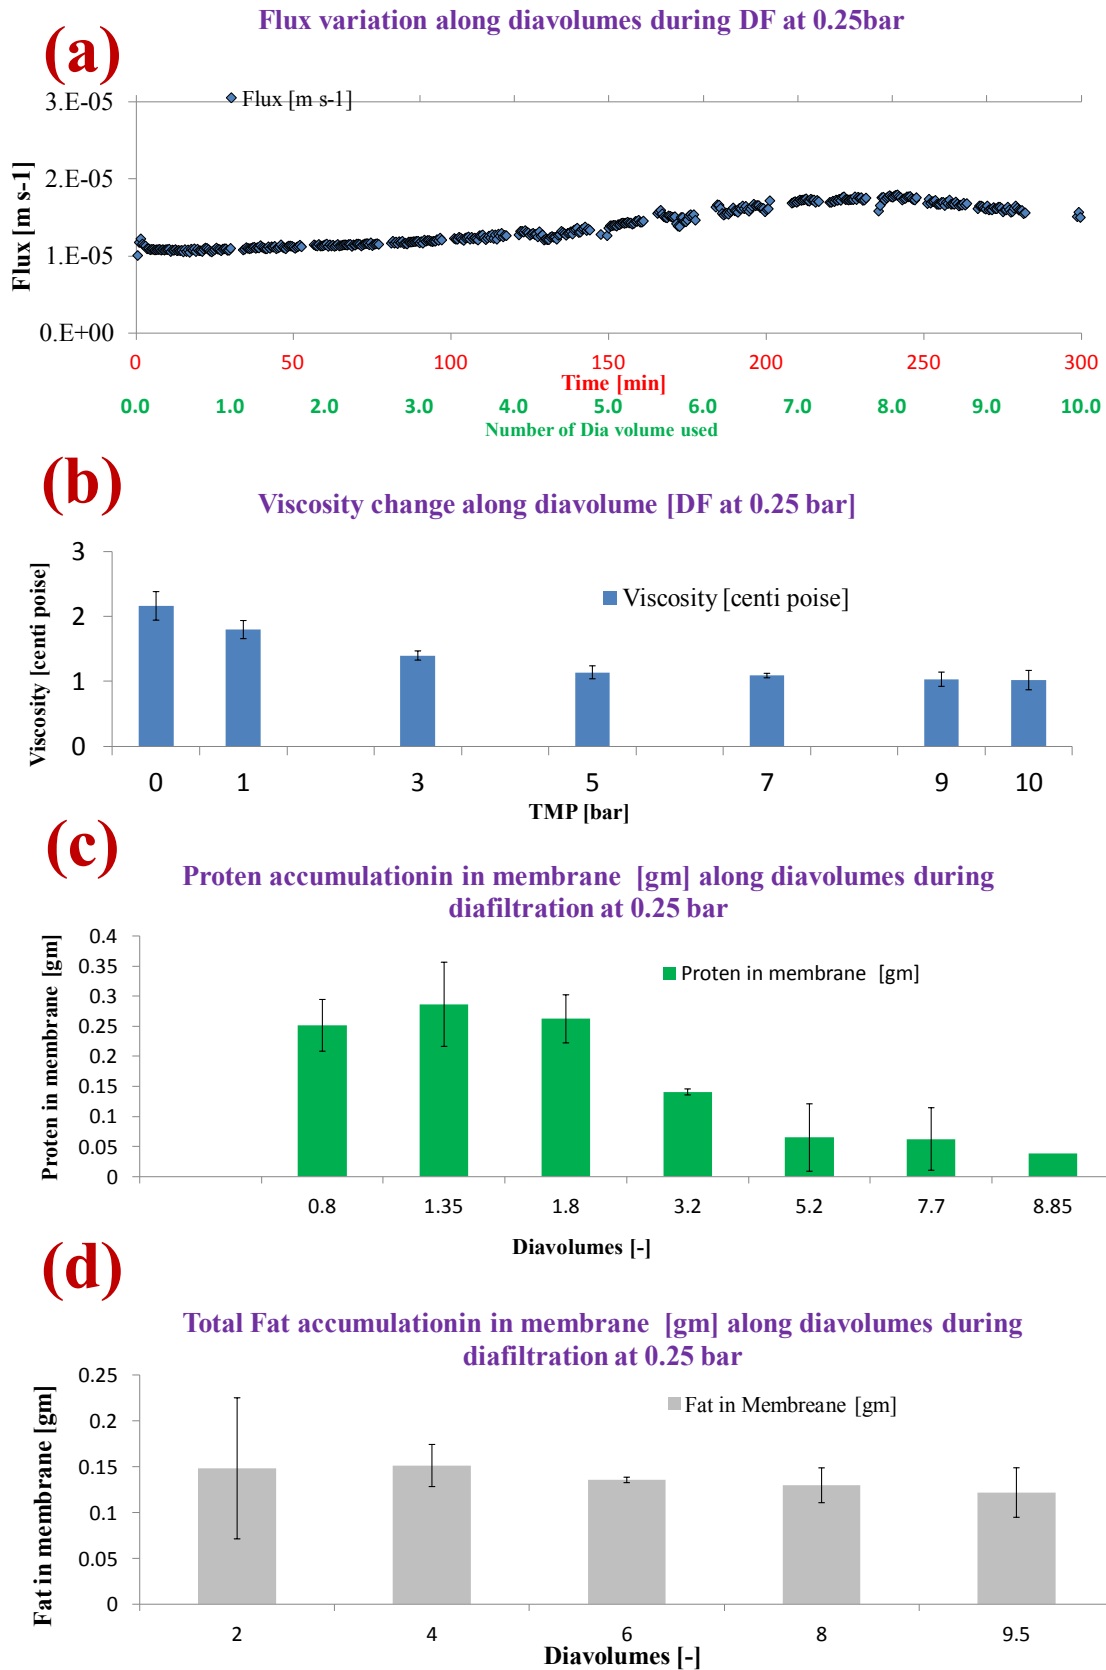 Flux variation along diavolumes during DF at 0.25bar
(a)
Flux [m s-1]
3.E-05
2.E-05
1.E-05
0.E+00
Flux [m s-1]
0 50 100 150 200 250 300
Time [min]
0.0 1.0 2.0 3.0 4.0 5.0 6.0 7.0 8.0 9.0 10.0
Number of Dia volume used
(b)
Viscosity change along diavolume [DF at 0.25 bar]
Viscosity [centi poise]
3
2
1
0
Viscosity [centi poise]
0 1 3 5 7 9 10
TMP [bar]
(c)
Proten accumulationin in membrane [gm] along diavolumes during
diafiltration at 0.25 bar
Proten in membrane [gm]
0.4
0.35
0.3
0.25
0.2
0.15
0.1
0.05
0
Proten in membrane [gm]
0.8 1.35 1.8 3.2 5.2 7.7 8.85
Diavolumes [-]
(d)
Total Fat accumulationin in membrane [gm] along diavolumes during
diafiltration at 0.25 bar
Fat in membrane [gm]
0.25
0.2
0.15
0.1
0.05
0
Fat in Membreane [gm]
2 4 6 8 9.5
Diavolumes [-]